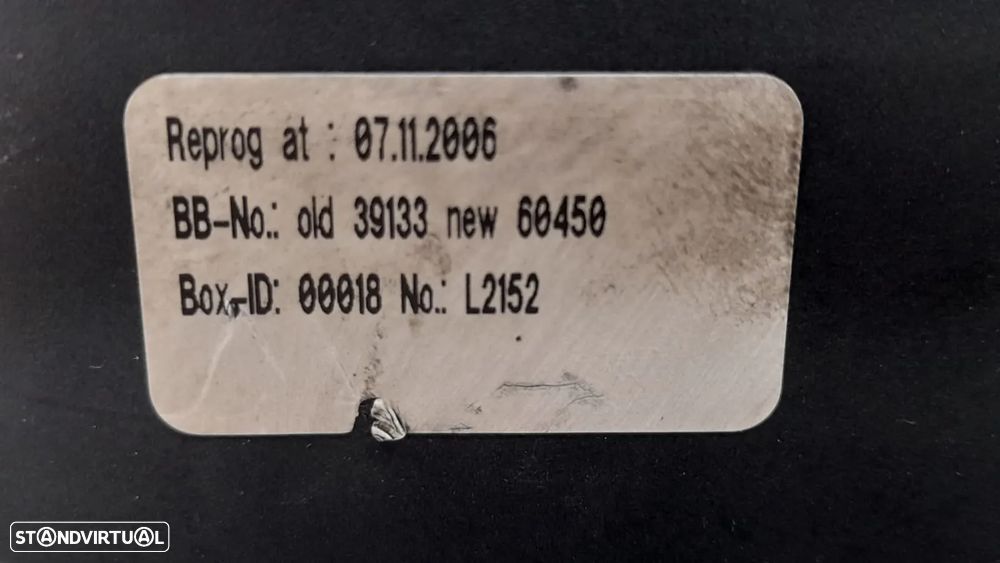 Reprog at : 07.11.2006
BB-No.: old 39133 new 60450
Box-ID: 00018 No.: L2152
STANDVIRTUAL